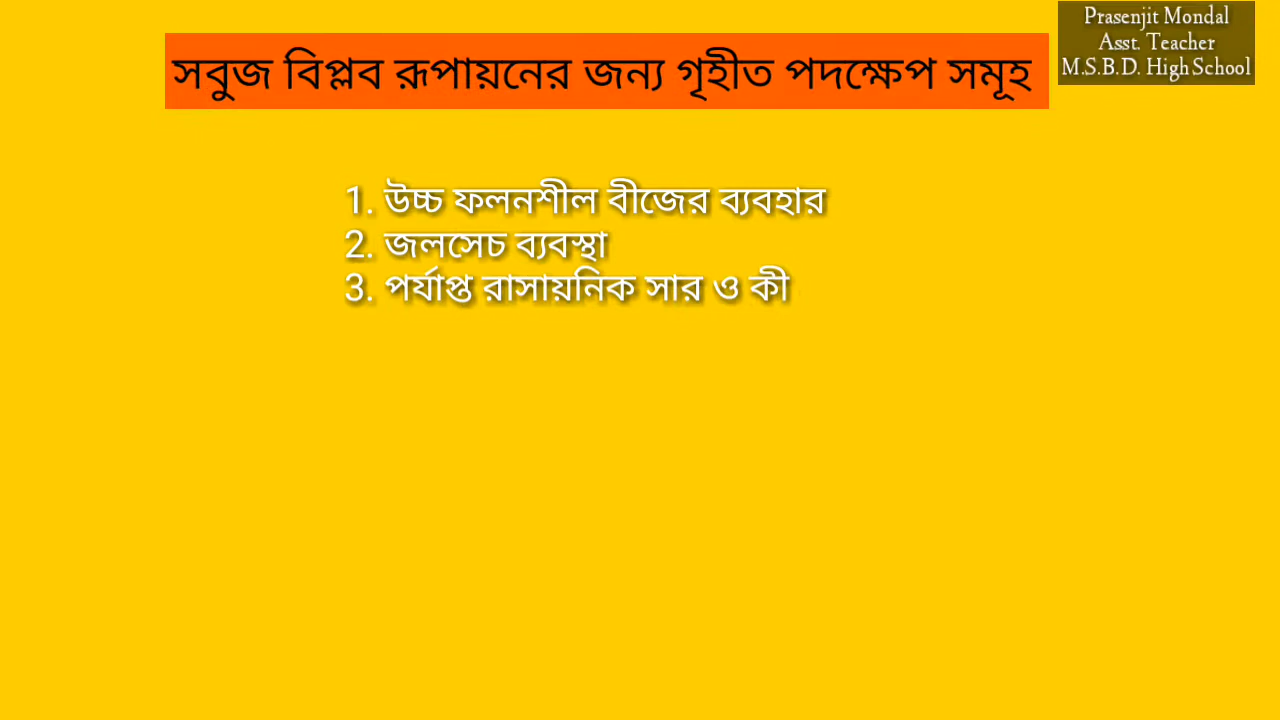 Prasenjit Mondal
Asst. Teacher
M.S.B.D. High School
সবুজ বিপ্লব রূপায়নের জন্য গৃহীত পদক্ষেপ সমূহ
1. উচ্চ ফলনশীল বীজের ব্যবহার
2. জলসেচ ব্যবস্থা
3. পর্যাপ্ত রাসায়নিক সার ও কী